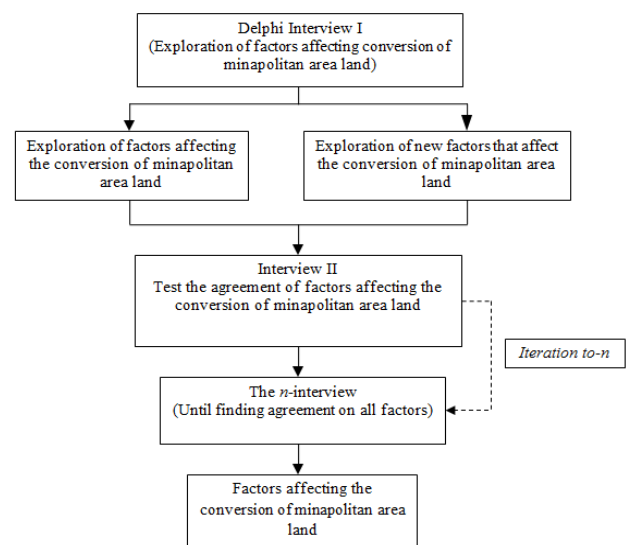 Delphi Interview I
(Exploration of factors affecting conversion of
minapolitan area land)
Exploration of factors affecting
the conversion of minapolitan
area land
Exploration of new factors that affect
the conversion of minapolitan area
land
Interview II
Test the agreement of factors affecting the
conversion of minapolitan area land
Iteration to-n
The n-interview
(Until finding agreement on all factors)
Factors affecting the
conversion of minapolitan area
land